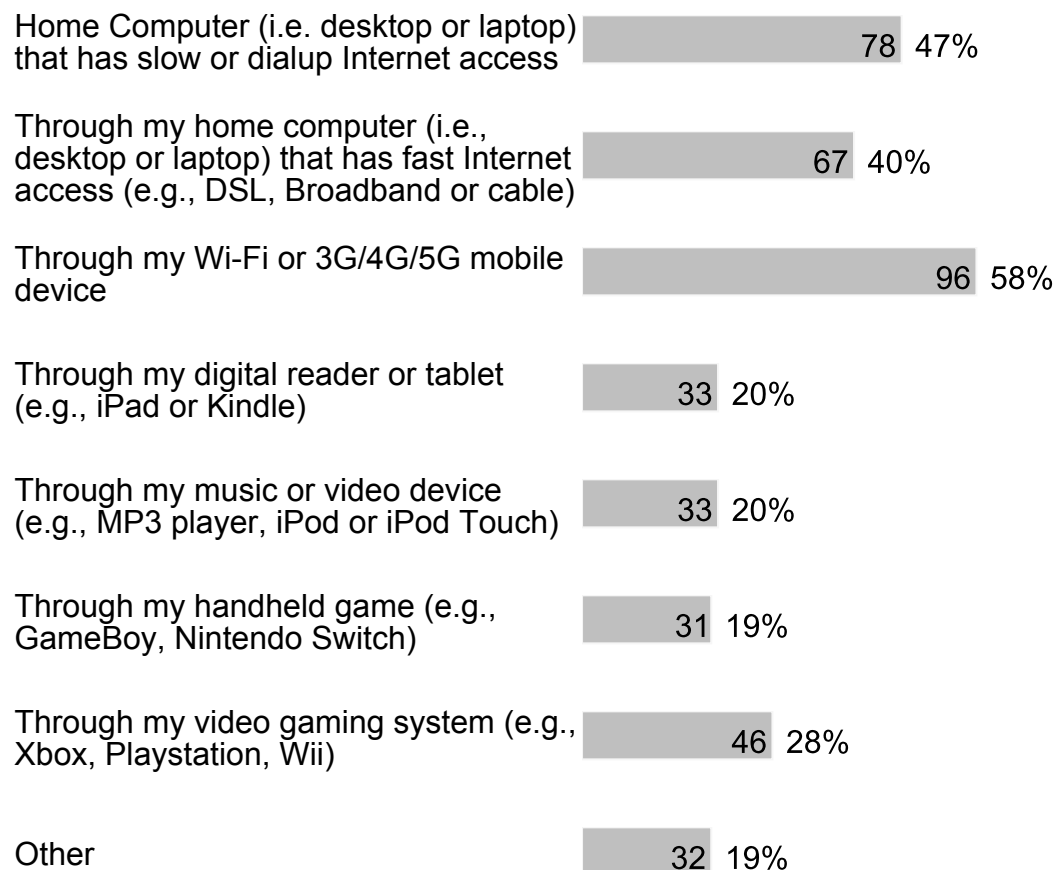 Home Computer (i.e. desktop or laptop)
that has slow or dialup Internet access
78 47%
Through my home computer (i.e.,
desktop or laptop) that has fast Internet
access (e.g., DSL, Broadband or cable)
67 40%
Through my Wi-Fi or 3G/4G/5G mobile
device
96 58%
Through my digital reader or tablet
(e.g., iPad or Kindle)
33 20%
Through my music or video device
(e.g., MP3 player, iPod or iPod Touch)
33 20%
Through my handheld game (e.g.,
GameBoy, Nintendo Switch)
31 19%
Through my video gaming system (e.g.,
Xbox, Playstation, Wii)
46 28%
Other
32 19%